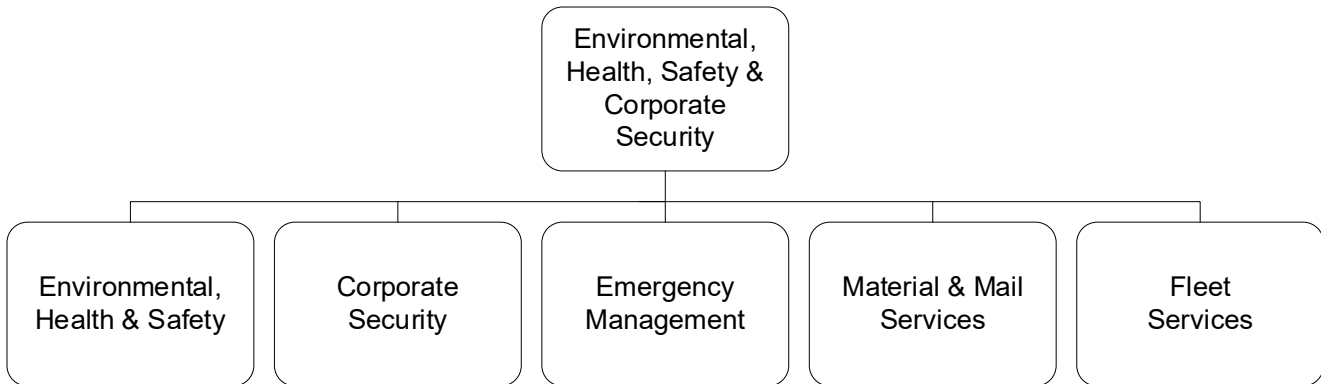 Environmental,
Health, Safety &
Corporate
Security
Environmental,
Health & Safety
Corporate
Security
Emergency
Management
Material & Mail
Services
Fleet
Services